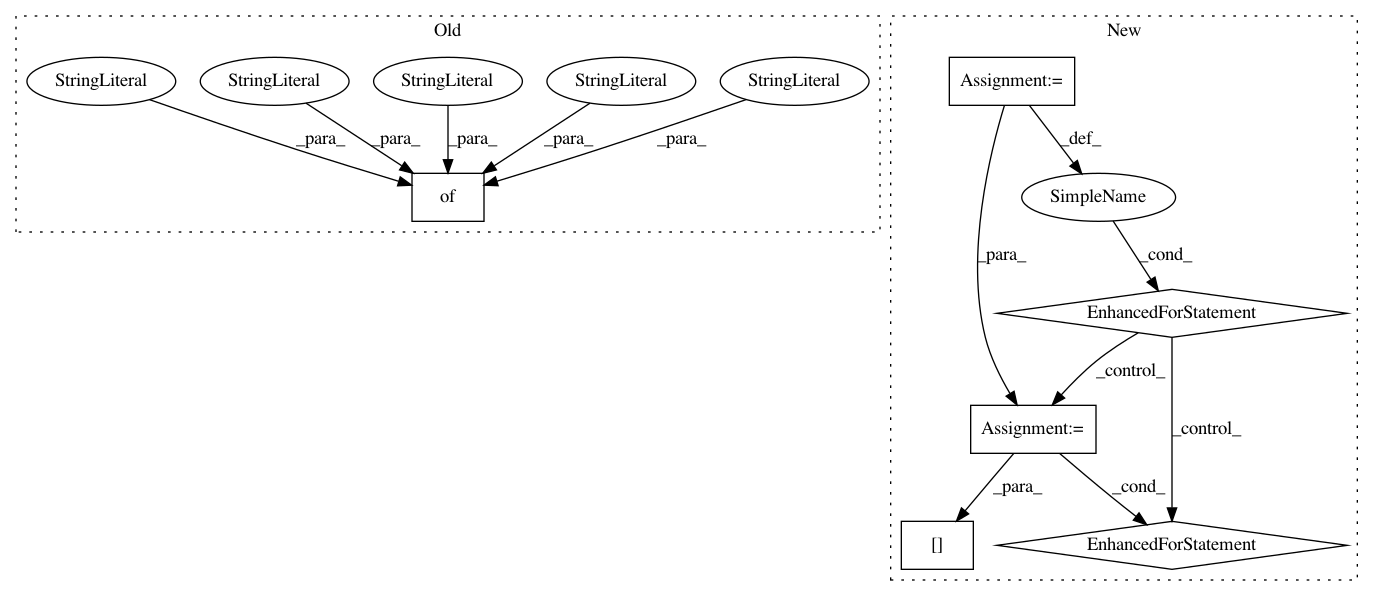 Old
New
StringLiteral StringLiteral StringLiteral StringLiteral StringLiteral
Assignment:=
_para_ _para_ _para_ _para_ _para_
_def_
of
SimpleName
_para_
_cond_
EnhancedForStatement
_control_
Assignment:=
_control_
_para_
_cond_
[]
EnhancedForStatement